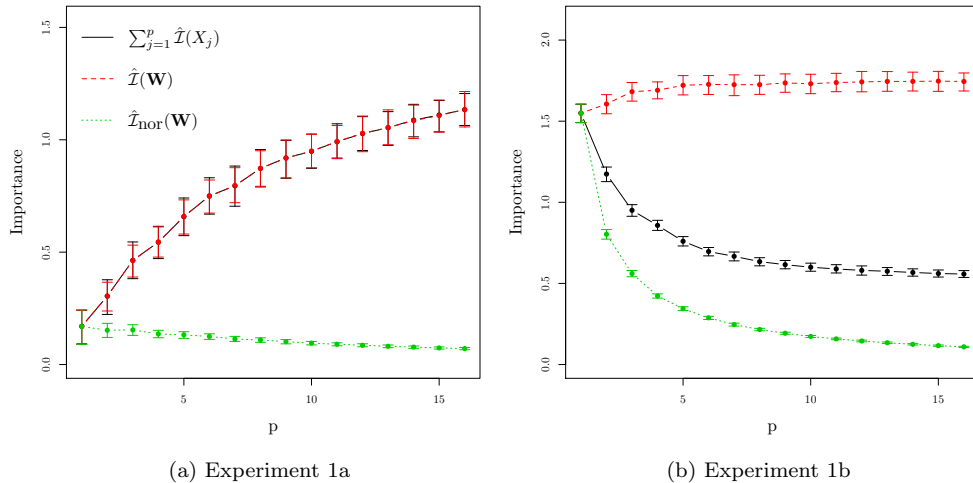 ∑_{j=1}^{p} Î(X_j)
Î(W)
Î_nor(W)
Importance
1.5
1.0
0.5
0.0
5
10
15
p
(a) Experiment 1a
Importance
2.0
1.5
1.0
0.5
0.0
5
10
15
p
(b) Experiment 1b